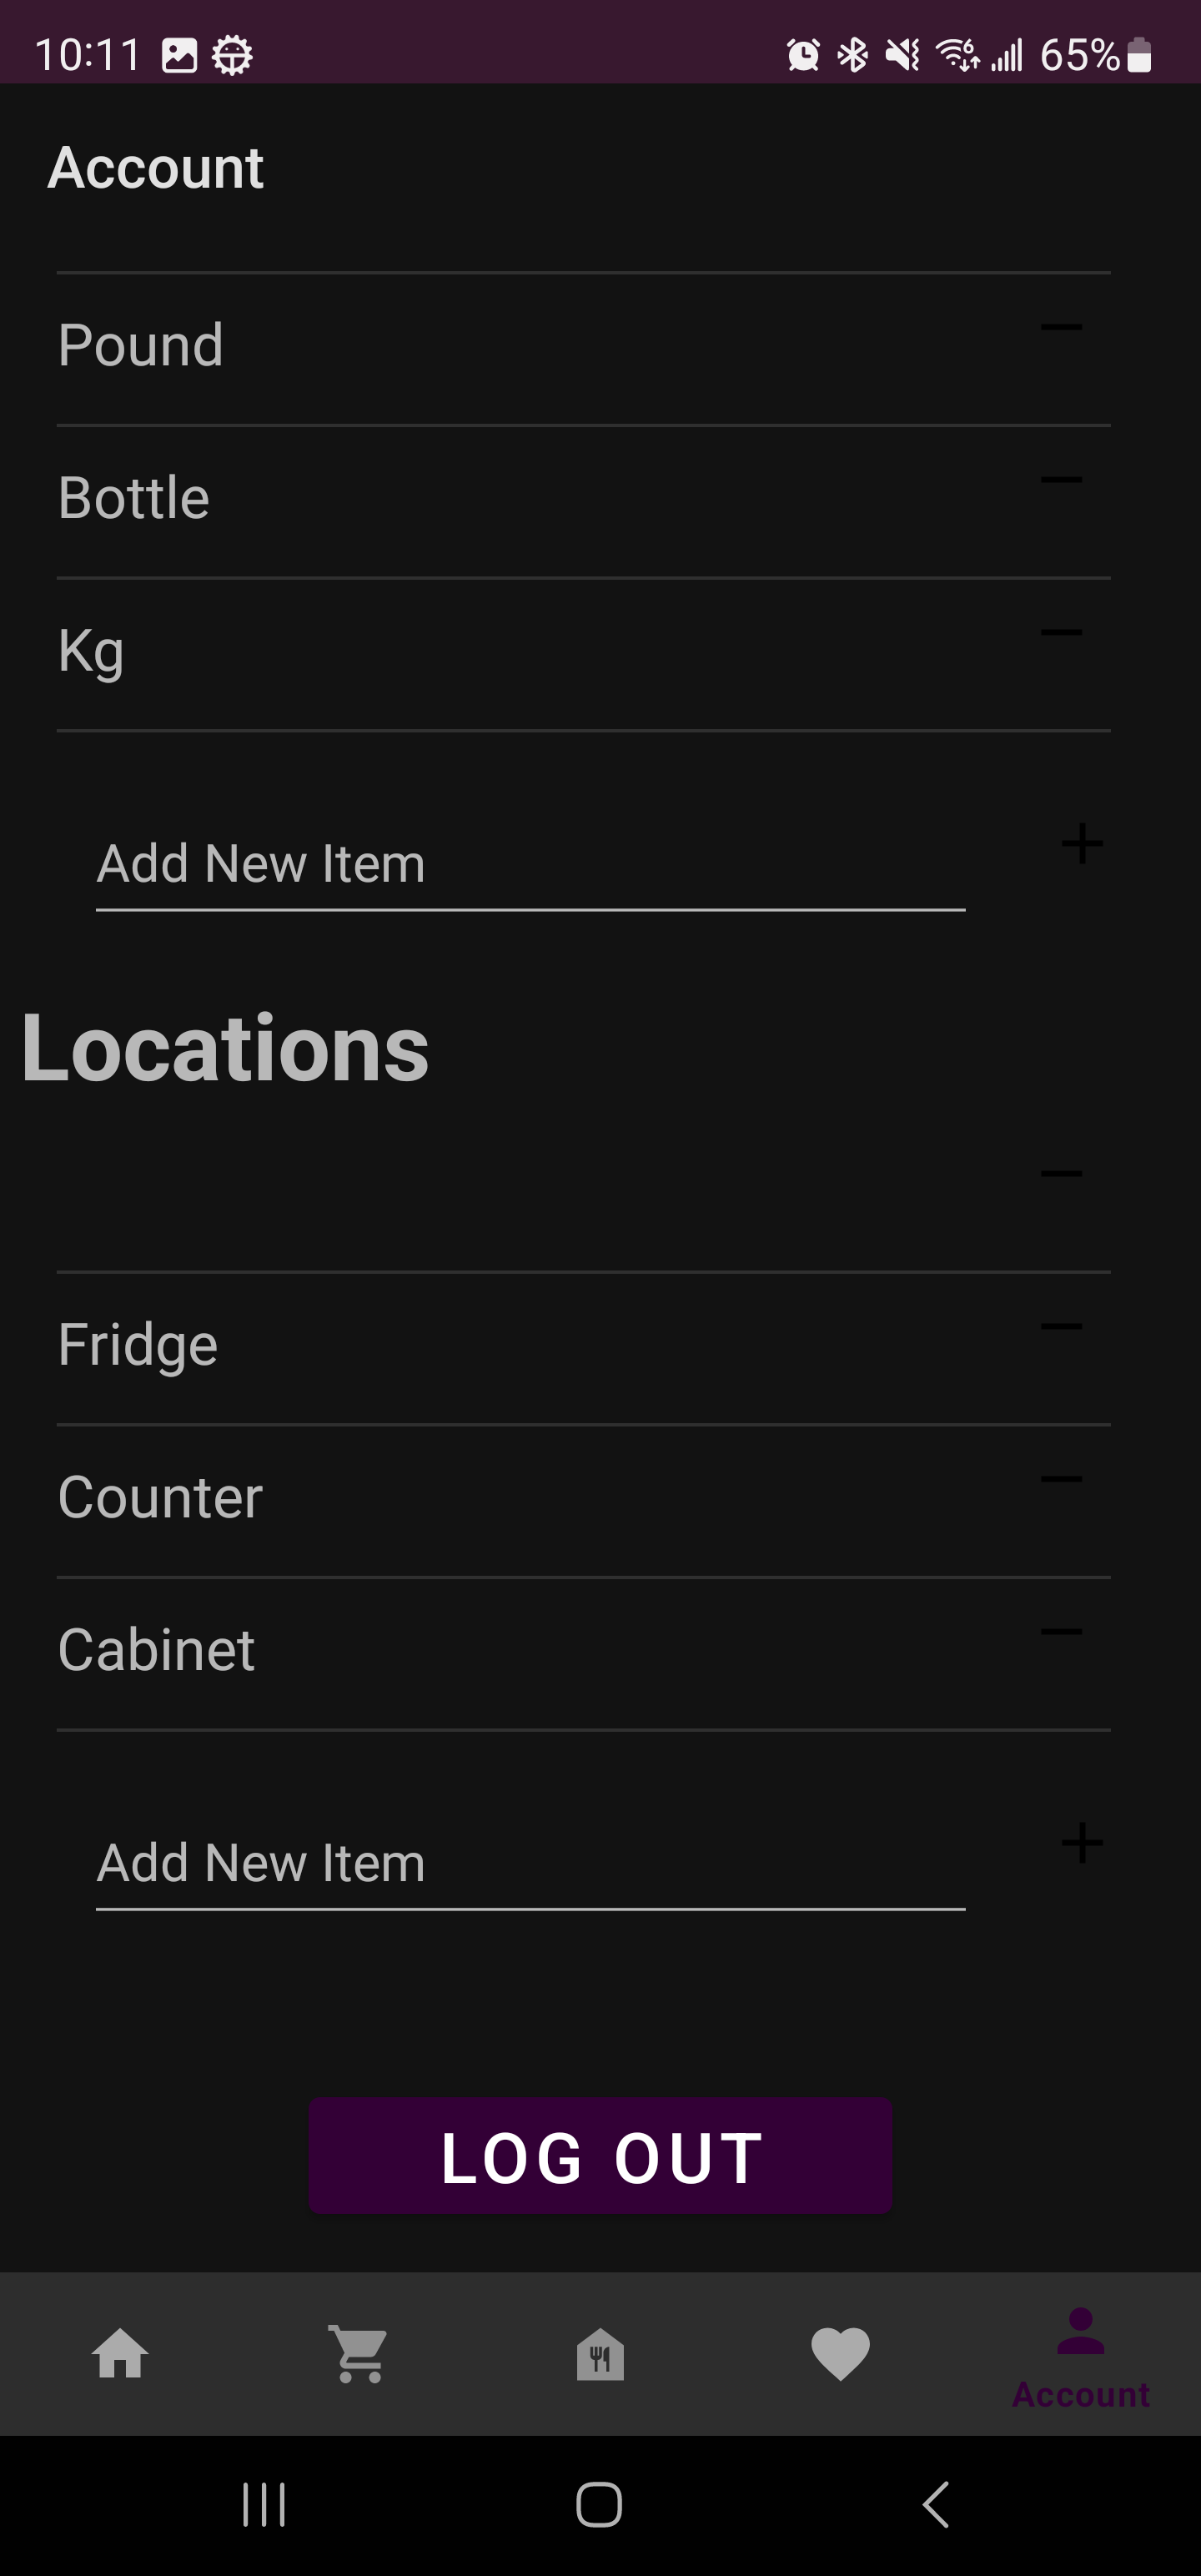 10:11 65%
Account
Pound
Bottle
Kg
Add New Item
Locations
Fridge
Counter
Cabinet
Add New Item
LOG OUT
Account